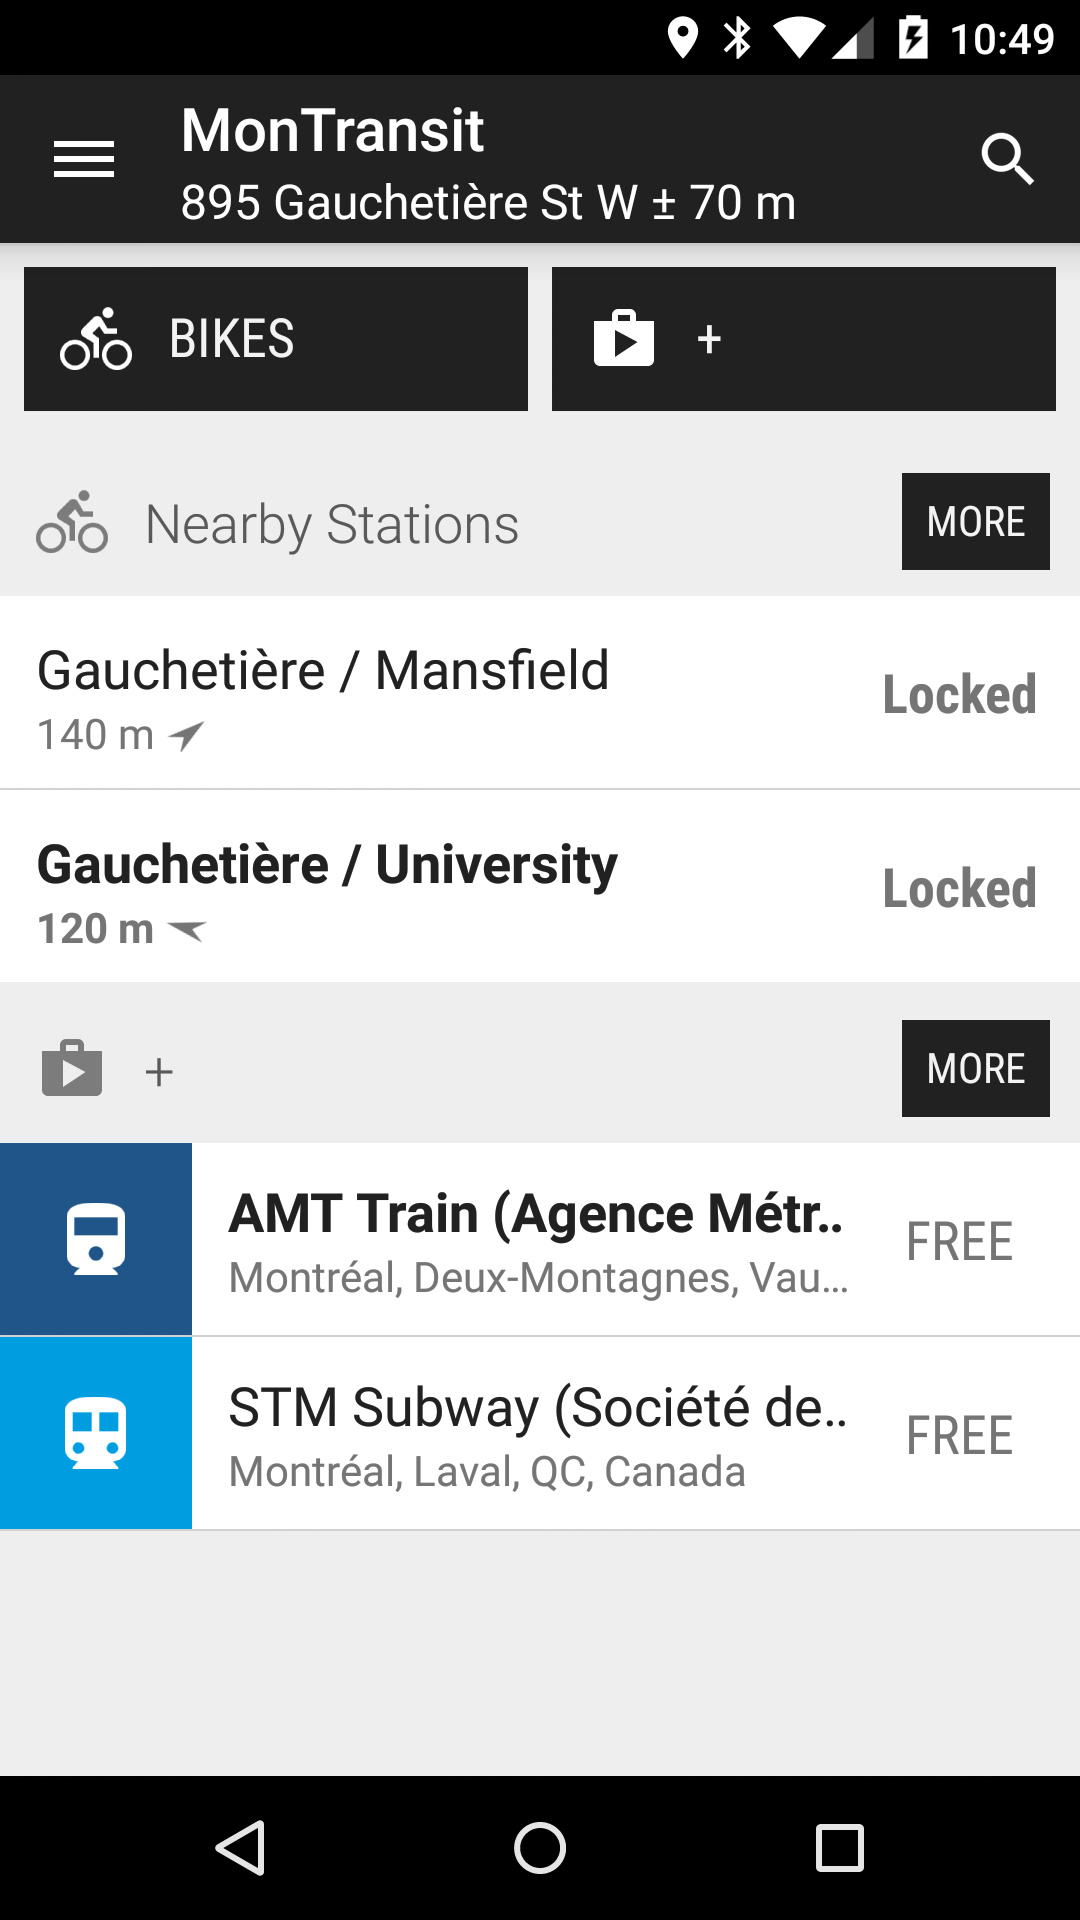 10:49
MonTransit
895 Gauchetière St W ± 70 m
BIKES
+
Nearby Stations
MORE
Gauchetière / Mansfield
140 m
Locked
Gauchetière / University
120 m
Locked
+
MORE
AMT Train (Agence Métr..
Montréal, Deux-Montagnes, Vau...
FREE
STM Subway (Société de..
Montréal, Laval, QC, Canada
FREE